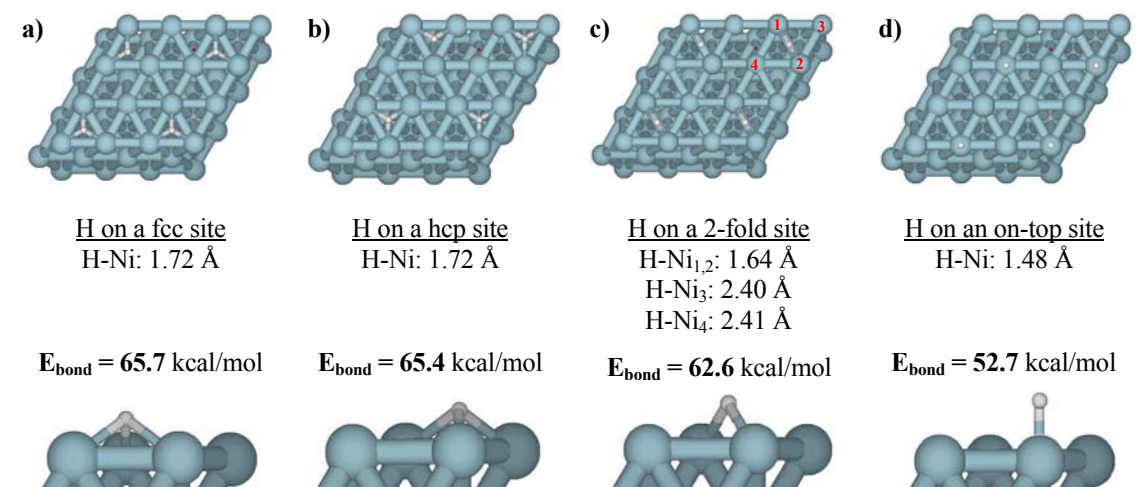 a)
b)
c)
d)
1
3
4
2
H on a fcc site
H-Ni: 1.72 Å
H on a hcp site
H-Ni: 1.72 Å
H on a 2-fold site
H-Ni1,2: 1.64 Å
H-Ni3: 2.40 Å
H-Ni4: 2.41 Å
H on an on-top site
H-Ni: 1.48 Å
Ebond = 65.7 kcal/mol
Ebond = 65.4 kcal/mol
Ebond = 62.6 kcal/mol
Ebond = 52.7 kcal/mol